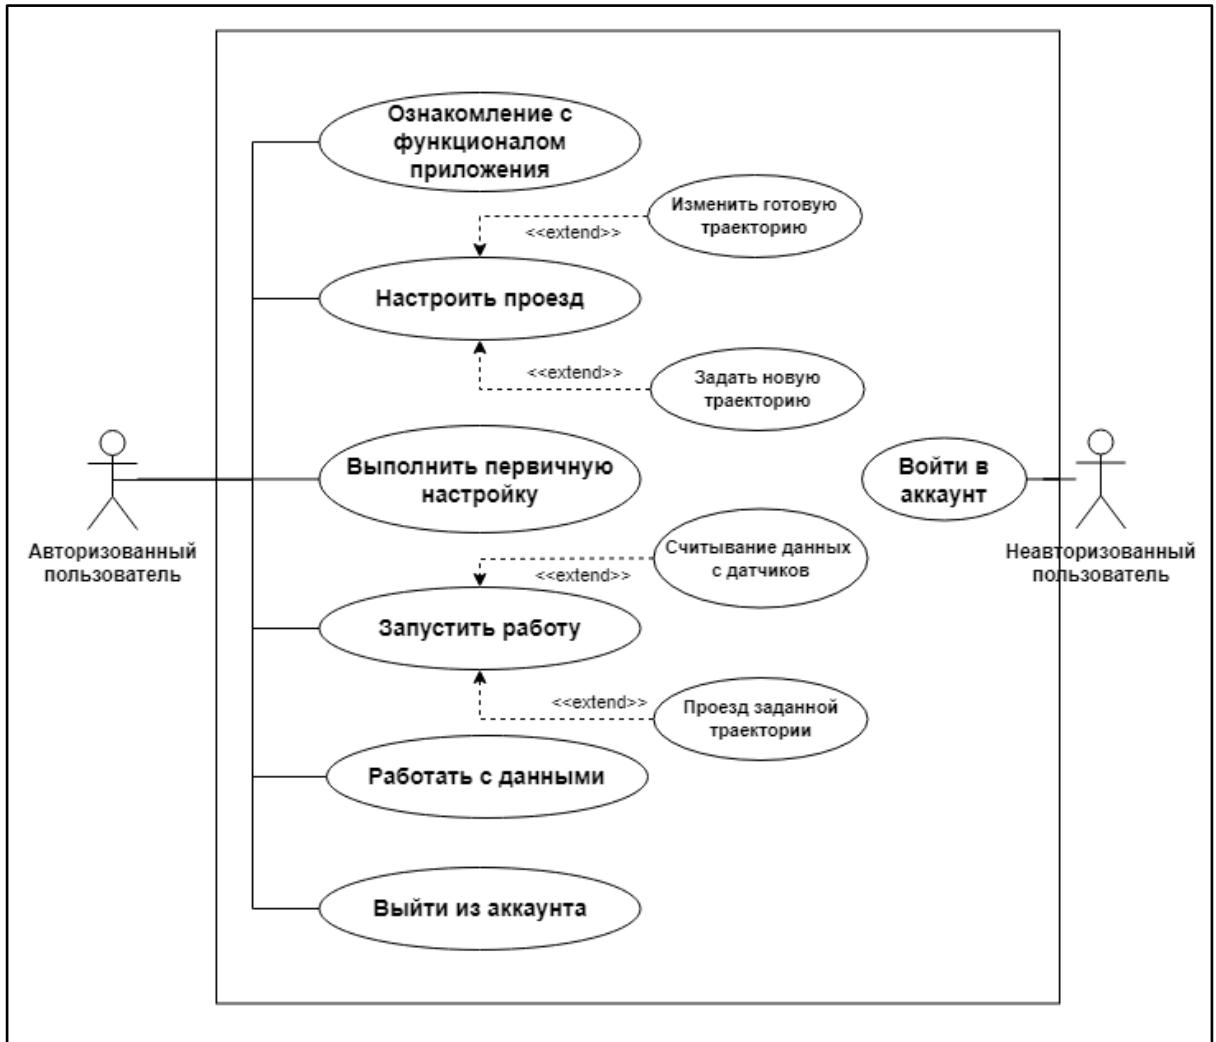 Ознакомление с
функционалом
приложения
Изменить готовую
траекторию
<<extend>>
Настроить проезд
<<extend>>
Задать новую
траекторию
Выполнить первичную
настройку
Войти в
аккаунт
Авторизованный
пользователь
Неавторизованный
пользователь
Считывание данных
с датчиков
<<extend>>
Запустить работу
<<extend>>
Проезд заданной
траектории
Работать с данными
Выйти из аккаунта